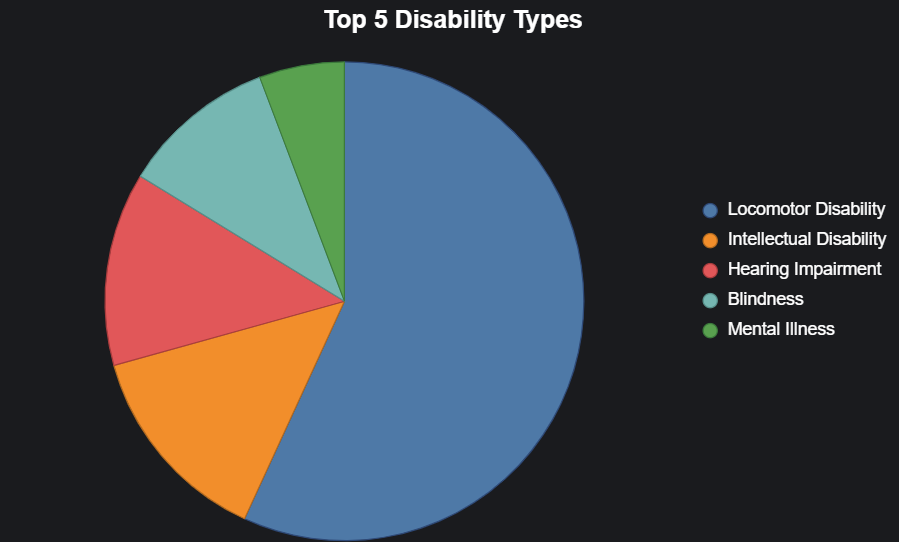 Top 5 Disability Types
Locomotor Disability
Intellectual Disability
Hearing Impairment
Blindness
Mental Illness